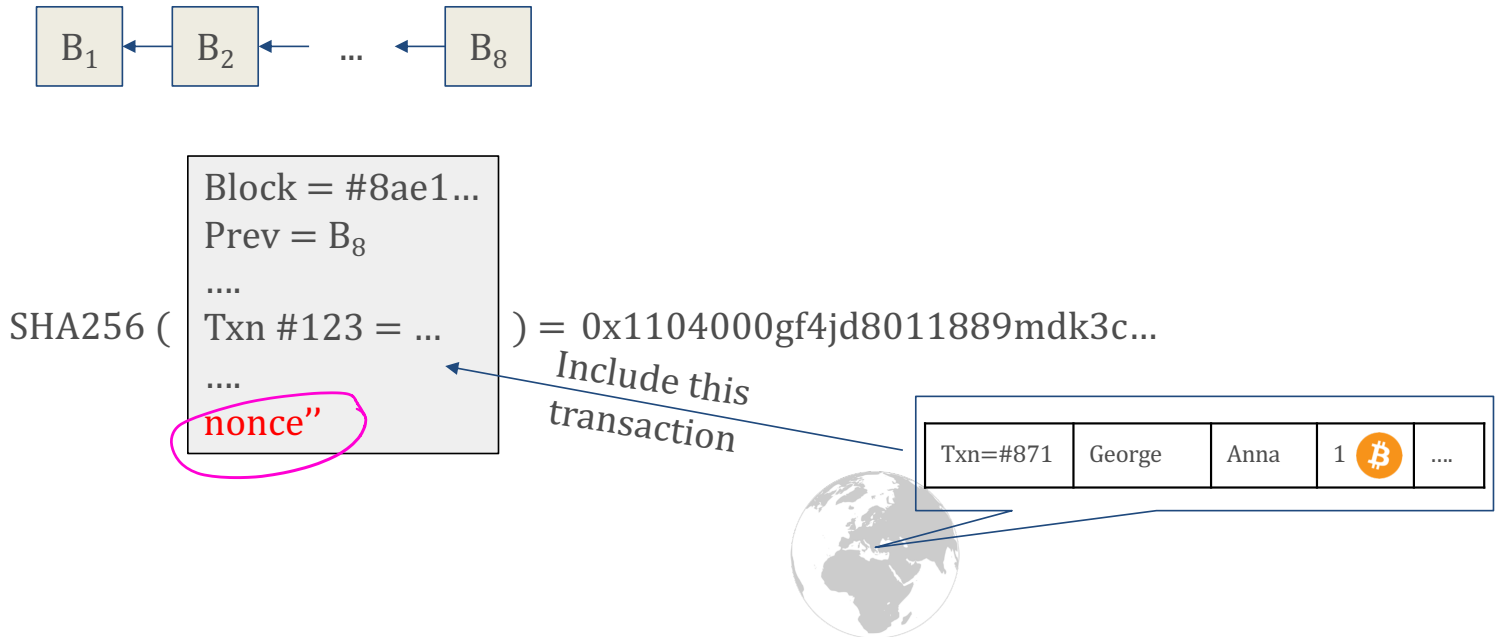 B₁ B₂ ... B₈
Block = #8ae1...
Prev = B₈
....
SHA256 ( Txn #123 = ... ) = 0x1104000gf4jd8011889mdk3c...
....
nonce’’
Include this
transaction
Txn=#871 George Anna 1 ₿ ....